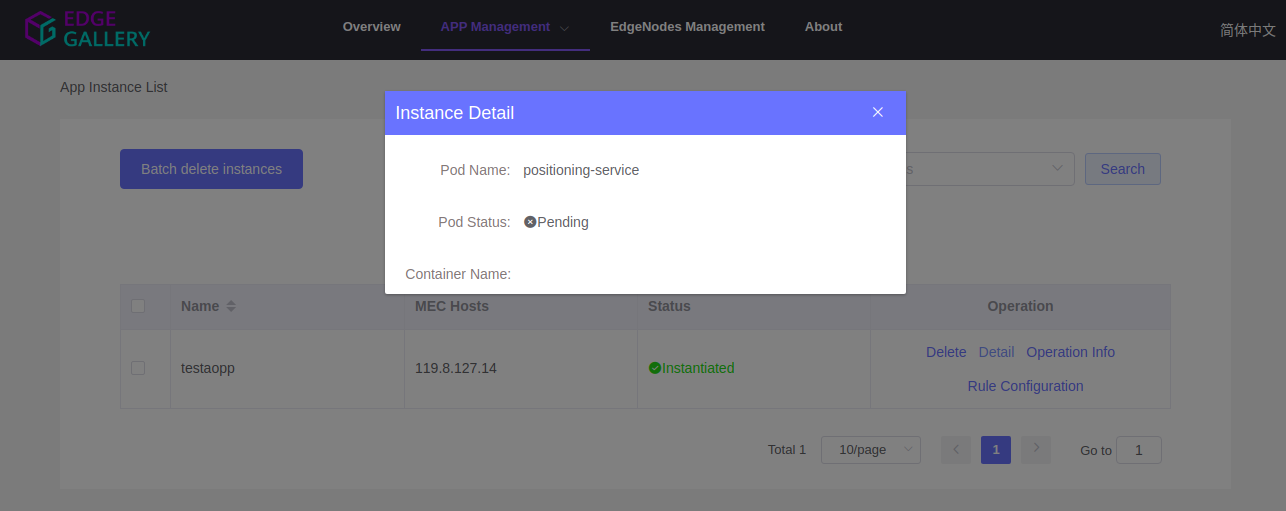 EDGE
GALLERY
Overview
APP Management
EdgeNodes Management
About
简体中文
App Instance List
Instance Detail
Batch delete instances
Search
Pod Name: positioning-service
Pod Status: Pending
Container Name:
Name
MEC Hosts
Status
Operation
testaopp
119.8.127.14
Instantiated
Delete Detail Operation Info
Rule Configuration
Total 1
10/page
1
Go to 1